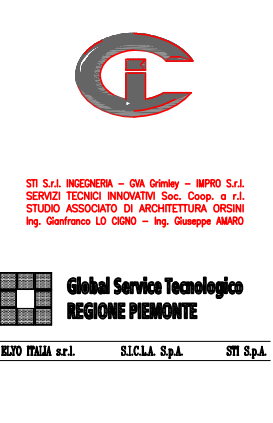 STI S.r.l. INGEGNERIA – GVA Grimley – IMPRO S.r.l.
SERVIZI TECNICI INNOVATIVI Soc. Coop. a r.l.
STUDIO ASSOCIATO DI ARCHITETTURA ORSINI
Ing. Gianfranco LO CIGNO – Ing. Giuseppe AMARO
Global Service Tecnologico
REGIONE PIEMONTE
ELYO ITALIA s.r.l. S.I.C.L.A. S.p.A. STI S.p.A.